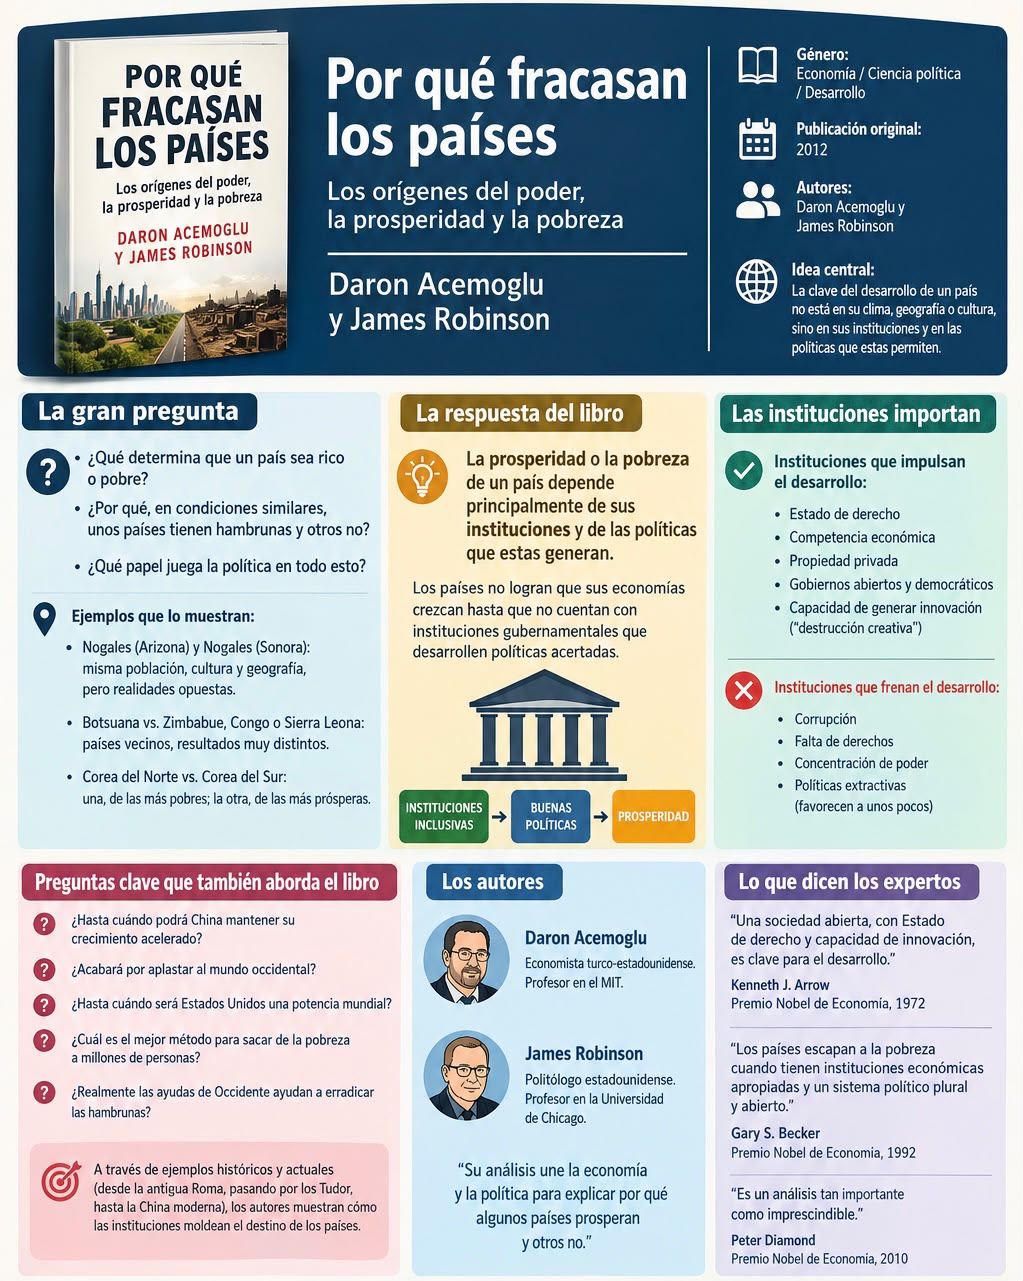 POR QUÉ
FRACASAN
LOS PAÍSES
Los orígenes del poder,
la prosperidad y la pobreza
DARON ACEMOGLU
Y JAMES ROBINSON
Por qué fracasan
los países
Los orígenes del poder,
la prosperidad y la pobreza
Daron Acemoglu
y James Robinson
Género:
Economía / Ciencia política
/ Desarrollo
Publicación original:
2012
Autores:
Daron Acemoglu y
James Robinson
Idea central:
La clave del desarrollo de un país
no está en su clima, geografía o cultura,
sino en sus instituciones y en las
políticas que estas permiten.
La gran pregunta
?
• ¿Qué determina que un país sea rico
o pobre?
• ¿Por qué, en condiciones similares,
unos países tienen hambrunas y otros no?
• ¿Qué papel juega la política en todo esto?
Ejemplos que lo muestran:
• Nogales (Arizona) y Nogales (Sonora):
misma población, cultura y geografía,
pero realidades opuestas.
• Botsuana vs. Zimbabue, Congo o Sierra Leona:
países vecinos, resultados muy distintos.
• Corea del Norte vs. Corea del Sur:
una, de las más pobres; la otra, de las más prósperas.
La respuesta del libro
La prosperidad o la pobreza
de un país depende
principalmente de sus
instituciones y de las políticas
que estas generan.
Los países no logran que sus economías
crezcan hasta que no cuentan con
instituciones gubernamentales que
desarrollen políticas acertadas.
INSTITUCIONES
INCLUSIVAS
BUENAS
POLÍTICAS
PROSPERIDAD
Las instituciones importan
Instituciones que impulsan
el desarrollo:
• Estado de derecho
• Competencia económica
• Propiedad privada
• Gobiernos abiertos y democráticos
• Capacidad de generar innovación
(“destrucción creativa”)
Instituciones que frenan el desarrollo:
• Corrupción
• Falta de derechos
• Concentración de poder
• Políticas extractivas
(favorecen a unos pocos)
Preguntas clave que también aborda el libro
? ¿Hasta cuándo podrá China mantener su
crecimiento acelerado?
? ¿Acabará por aplastar al mundo occidental?
? ¿Hasta cuándo será Estados Unidos una potencia mundial?
? ¿Cuál es el mejor método para sacar de la pobreza
a millones de personas?
? ¿Realmente las ayudas de Occidente ayudan a erradicar
las hambrunas?
A través de ejemplos históricos y actuales
(desde la antigua Roma, pasando por los Tudor,
hasta la China moderna), los autores muestran cómo
las instituciones moldean el destino de los países.
Los autores
Daron Acemoglu
Economista turco-estadounidense.
Profesor en el MIT.
James Robinson
Politólogo estadounidense.
Profesor en la Universidad
de Chicago.
“Su análisis une la economía
y la política para explicar por qué
algunos países prosperan
y otros no.”
Lo que dicen los expertos
“Una sociedad abierta, con Estado
de derecho y capacidad de innovación,
es clave para el desarrollo.”
Kenneth J. Arrow
Premio Nobel de Economía, 1972
“Los países escapan a la pobreza
cuando tienen instituciones económicas
apropiadas y un sistema político plural
y abierto.”
Gary S. Becker
Premio Nobel de Economía, 1992
“Es un análisis tan importante
como imprescindible.”
Peter Diamond
Premio Nobel de Economía, 2010